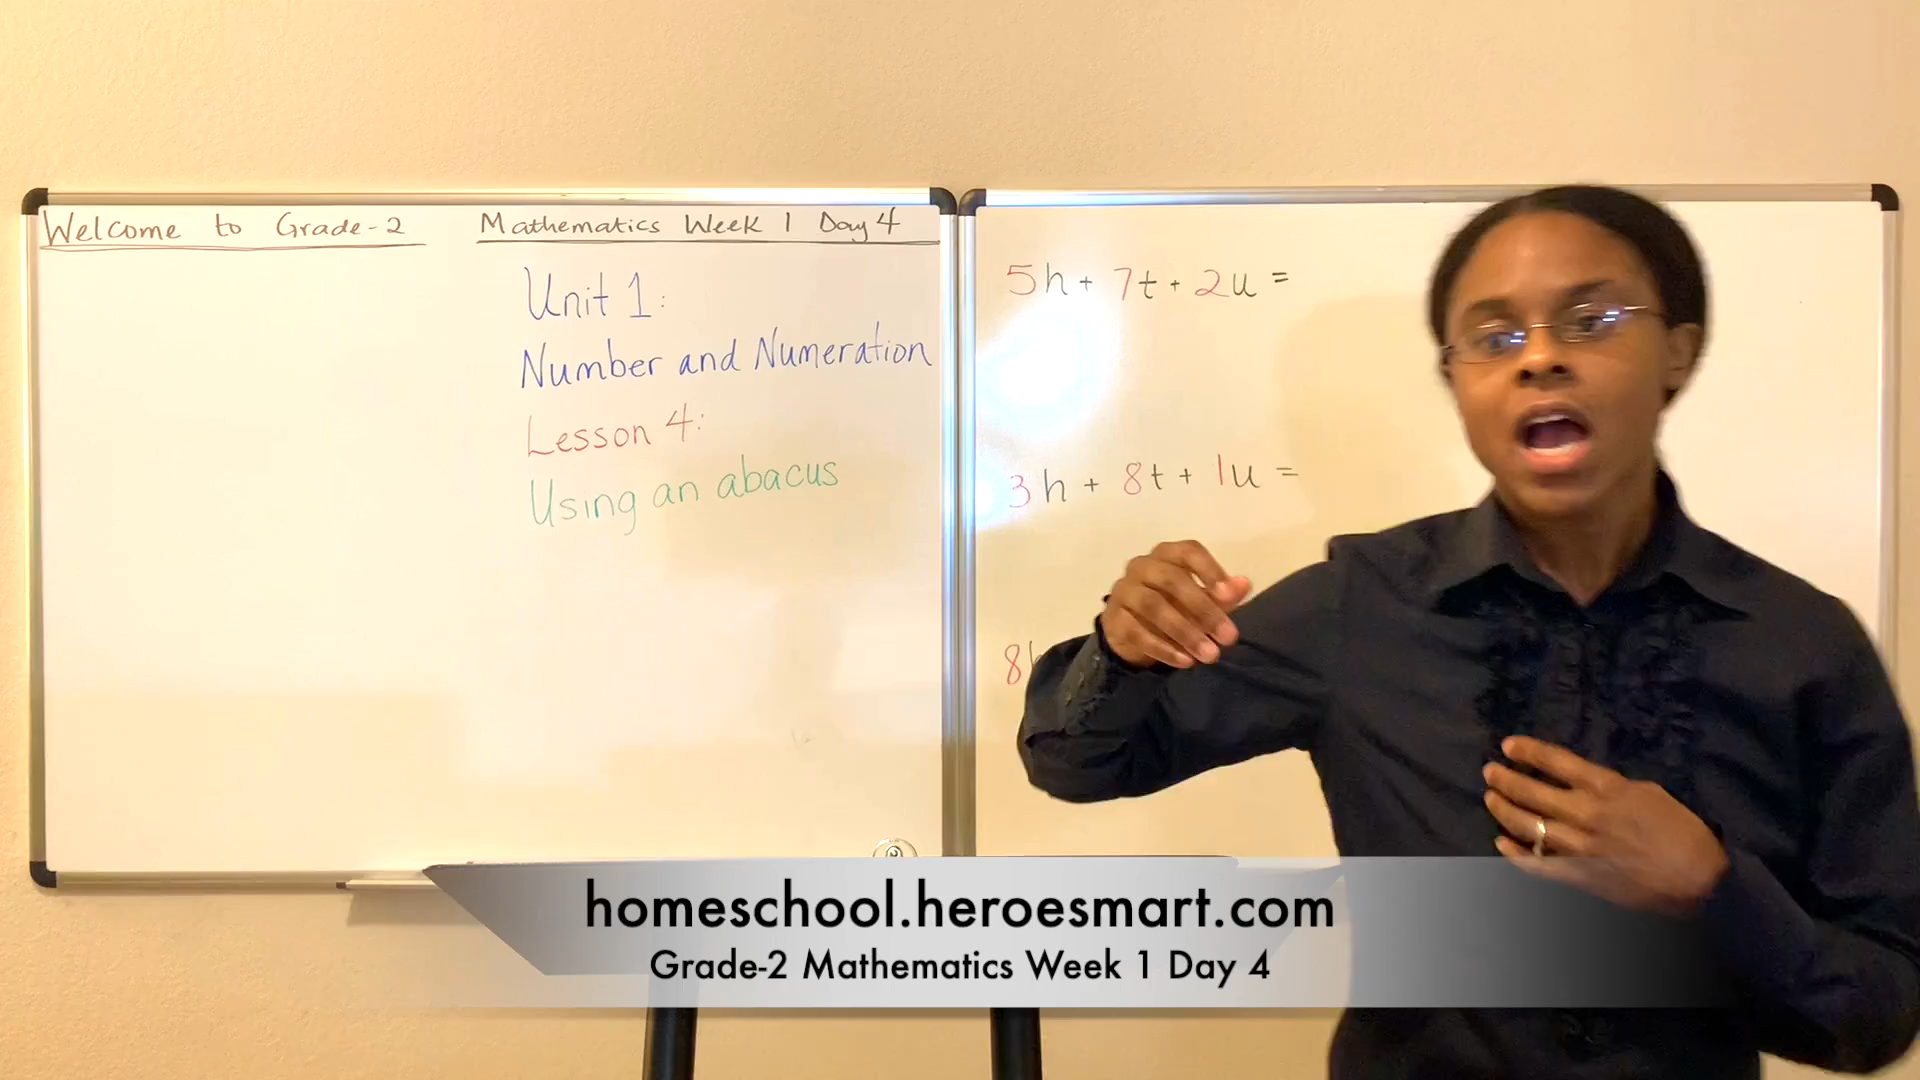 Welcome to Grade-2
Mathematics Week 1 Day 4
Unit 1:
Number and Numeration
Lesson 4:
Using an abacus
5h + 7t + 2u =
3h + 8t + 1u =
8h
homeschool.heroesmart.com
Grade-2 Mathematics Week 1 Day 4